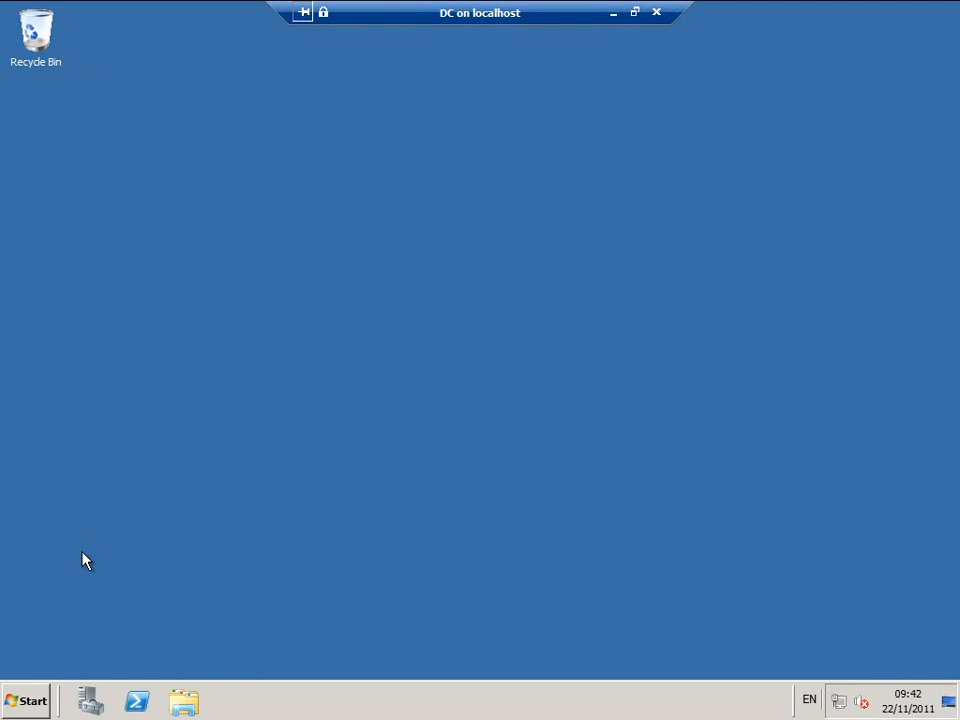 DC on localhost
Recycle Bin
Start
EN
09:42
22/11/2011